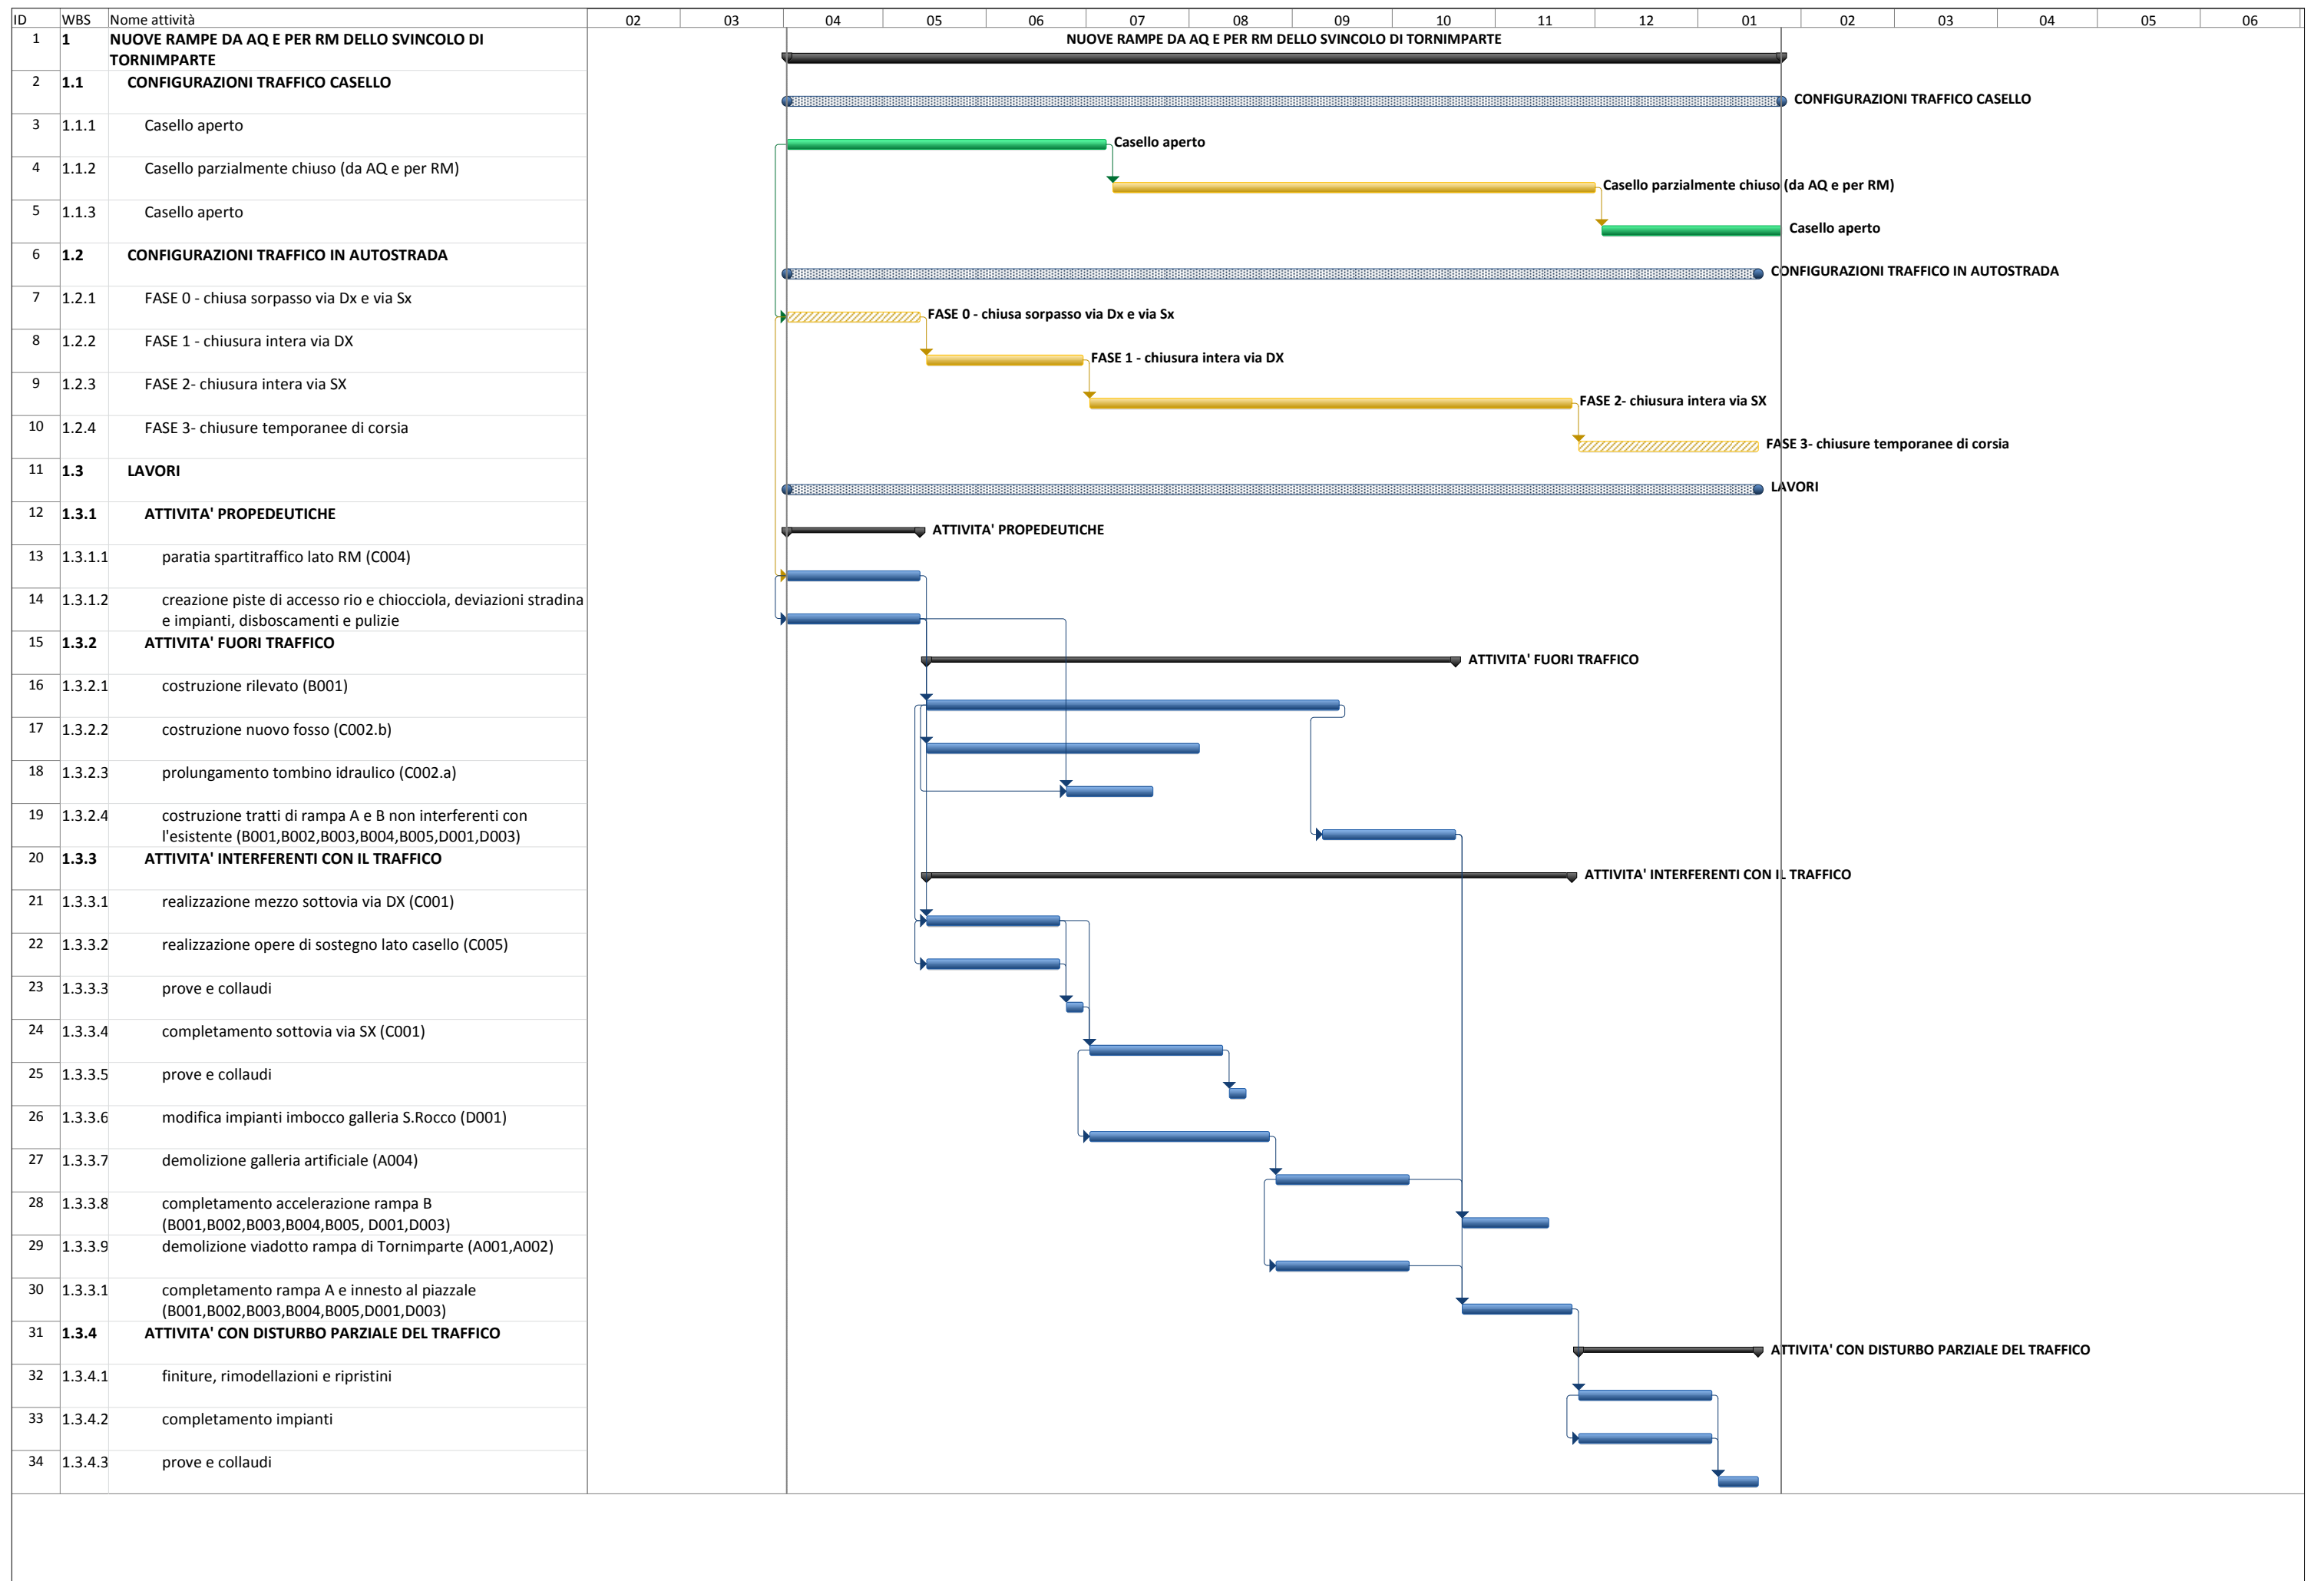 ID WBS Nome attività 02 03 04 05 06 07 08 09 10 11 12 01 02 03 04 05 06
1 1 NUOVE RAMPE DA AQ E PER RM DELLO SVINCOLO DI
TORNIMPARTE
NUOVE RAMPE DA AQ E PER RM DELLO SVINCOLO DI TORNIMPARTE
2 1.1 CONFIGURAZIONI TRAFFICO CASELLO
CONFIGURAZIONI TRAFFICO CASELLO
3 1.1.1 Casello aperto
Casello aperto
4 1.1.2 Casello parzialmente chiuso (da AQ e per RM)
Casello parzialmente chiuso (da AQ e per RM)
5 1.1.3 Casello aperto
Casello aperto
6 1.2 CONFIGURAZIONI TRAFFICO IN AUTOSTRADA
CONFIGURAZIONI TRAFFICO IN AUTOSTRADA
7 1.2.1 FASE 0 - chiusa sorpasso via Dx e via Sx
FASE 0 - chiusa sorpasso via Dx e via Sx
8 1.2.2 FASE 1 - chiusura intera via DX
FASE 1 - chiusura intera via DX
9 1.2.3 FASE 2- chiusura intera via SX
FASE 2- chiusura intera via SX
10 1.2.4 FASE 3- chiusure temporanee di corsia
FASE 3- chiusure temporanee di corsia
11 1.3 LAVORI
LAVORI
12 1.3.1 ATTIVITA' PROPEDEUTICHE
ATTIVITA' PROPEDEUTICHE
13 1.3.1.1 paratia spartitraffico lato RM (C004)
14 1.3.1.2 creazione piste di accesso rio e chiocciola, deviazioni stradina
e impianti, disboscamenti e pulizie
15 1.3.2 ATTIVITA' FUORI TRAFFICO
ATTIVITA' FUORI TRAFFICO
16 1.3.2.1 costruzione rilevato (B001)
17 1.3.2.2 costruzione nuovo fosso (C002.b)
18 1.3.2.3 prolungamento tombino idraulico (C002.a)
19 1.3.2.4 costruzione tratti di rampa A e B non interferenti con
l'esistente (B001,B002,B003,B004,B005,D001,D003)
20 1.3.3 ATTIVITA' INTERFERENTI CON IL TRAFFICO
ATTIVITA' INTERFERENTI CON IL TRAFFICO
21 1.3.3.1 realizzazione mezzo sottovia via DX (C001)
22 1.3.3.2 realizzazione opere di sostegno lato casello (C005)
23 1.3.3.3 prove e collaudi
24 1.3.3.4 completamento sottovia via SX (C001)
25 1.3.3.5 prove e collaudi
26 1.3.3.6 modifica impianti imbocco galleria S.Rocco (D001)
27 1.3.3.7 demolizione galleria artificiale (A004)
28 1.3.3.8 completamento accelerazione rampa B
(B001,B002,B003,B004,B005, D001,D003)
29 1.3.3.9 demolizione viadotto rampa di Tornimparte (A001,A002)
30 1.3.3.1 completamento rampa A e innesto al piazzale
(B001,B002,B003,B004,B005,D001,D003)
31 1.3.4 ATTIVITA' CON DISTURBO PARZIALE DEL TRAFFICO
ATTIVITA' CON DISTURBO PARZIALE DEL TRAFFICO
32 1.3.4.1 finiture, rimodellazioni e ripristini
33 1.3.4.2 completamento impianti
34 1.3.4.3 prove e collaudi